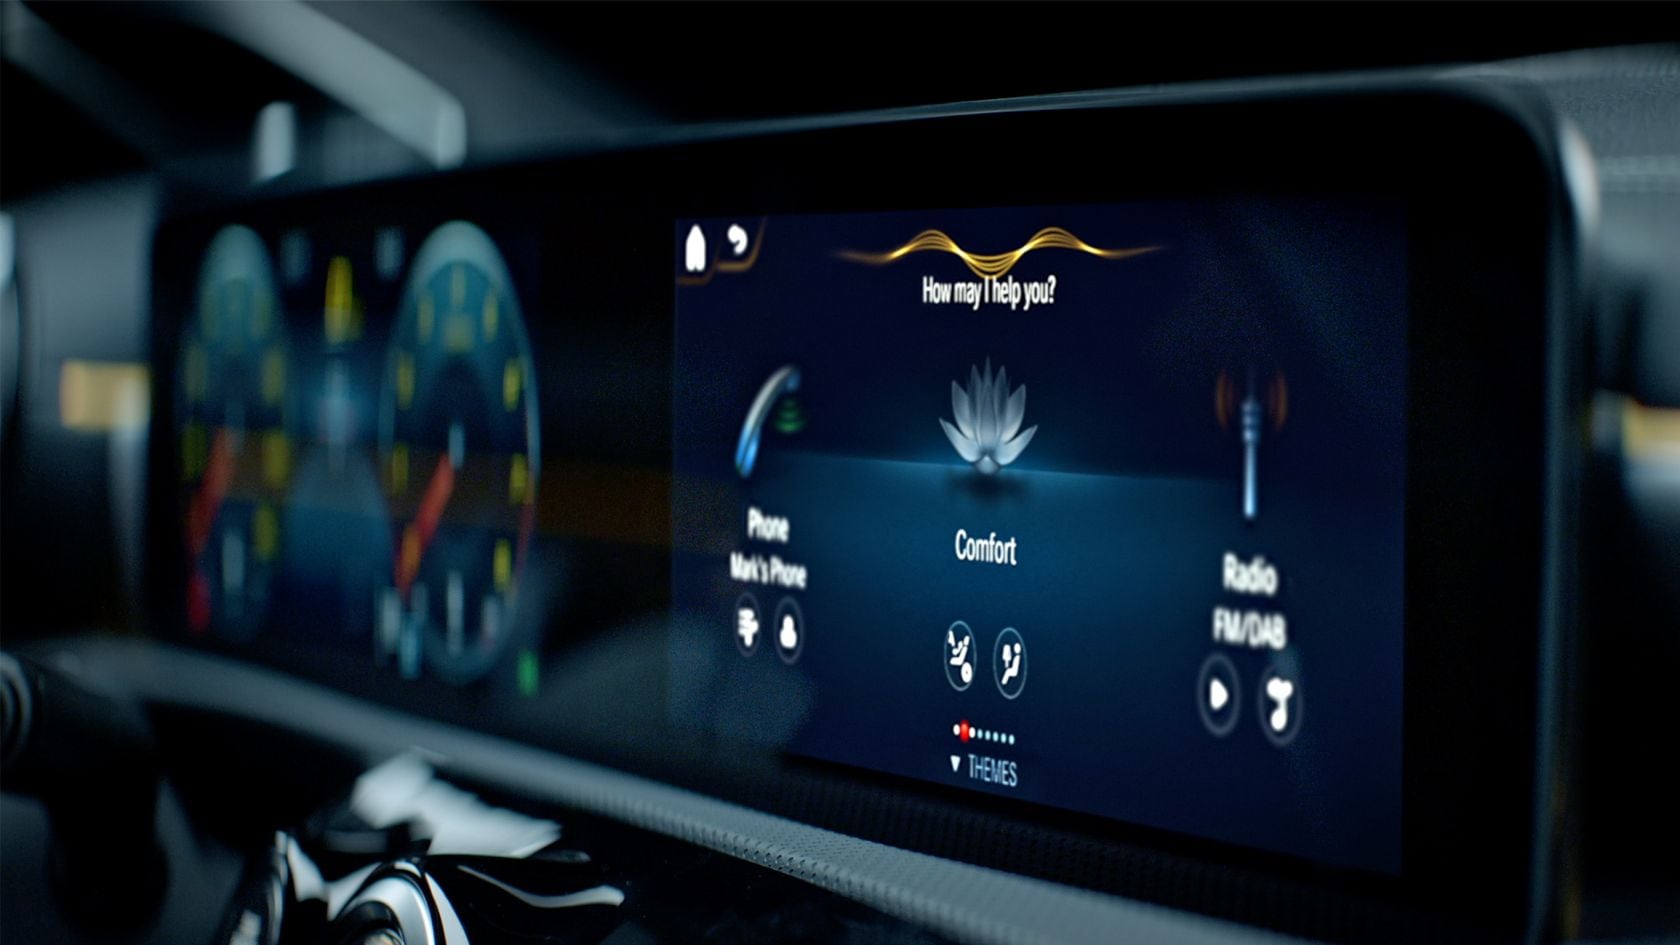 How may I help you?
Phone
Mark's Phone
Comfort
Radio
FM/DAB
THEMES